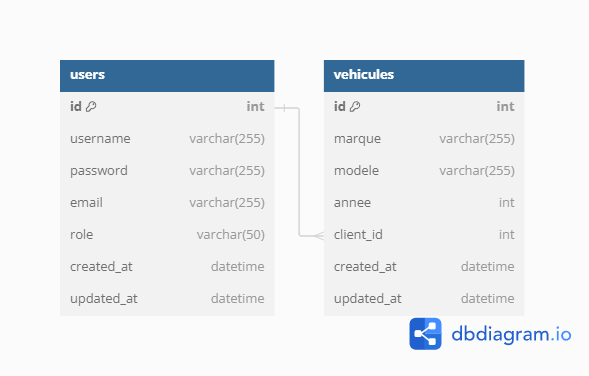 users
id int
username varchar(255)
password varchar(255)
email varchar(255)
role varchar(50)
created_at datetime
updated_at datetime
vehicules
id int
marque varchar(255)
modele varchar(255)
annee int
client_id int
created_at datetime
updated_at datetime
dbdiagram.io